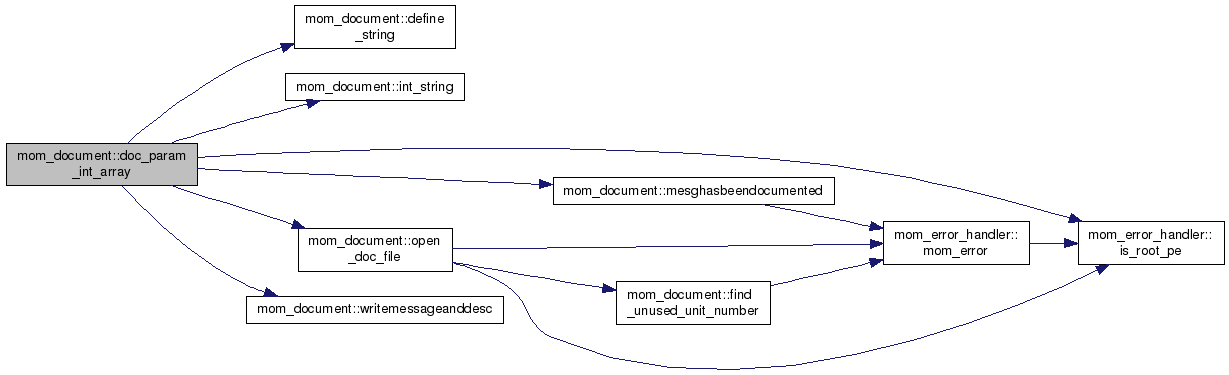 mom_document::define
_string
mom_document::int_string
mom_document::doc_param
_int_array
mom_document::mesghasbeendocumented
mom_document::open
_doc_file
mom_error_handler::
mom_error
mom_error_handler::
is_root_pe
mom_document::find
_unused_unit_number
mom_document::writemessageanddesc